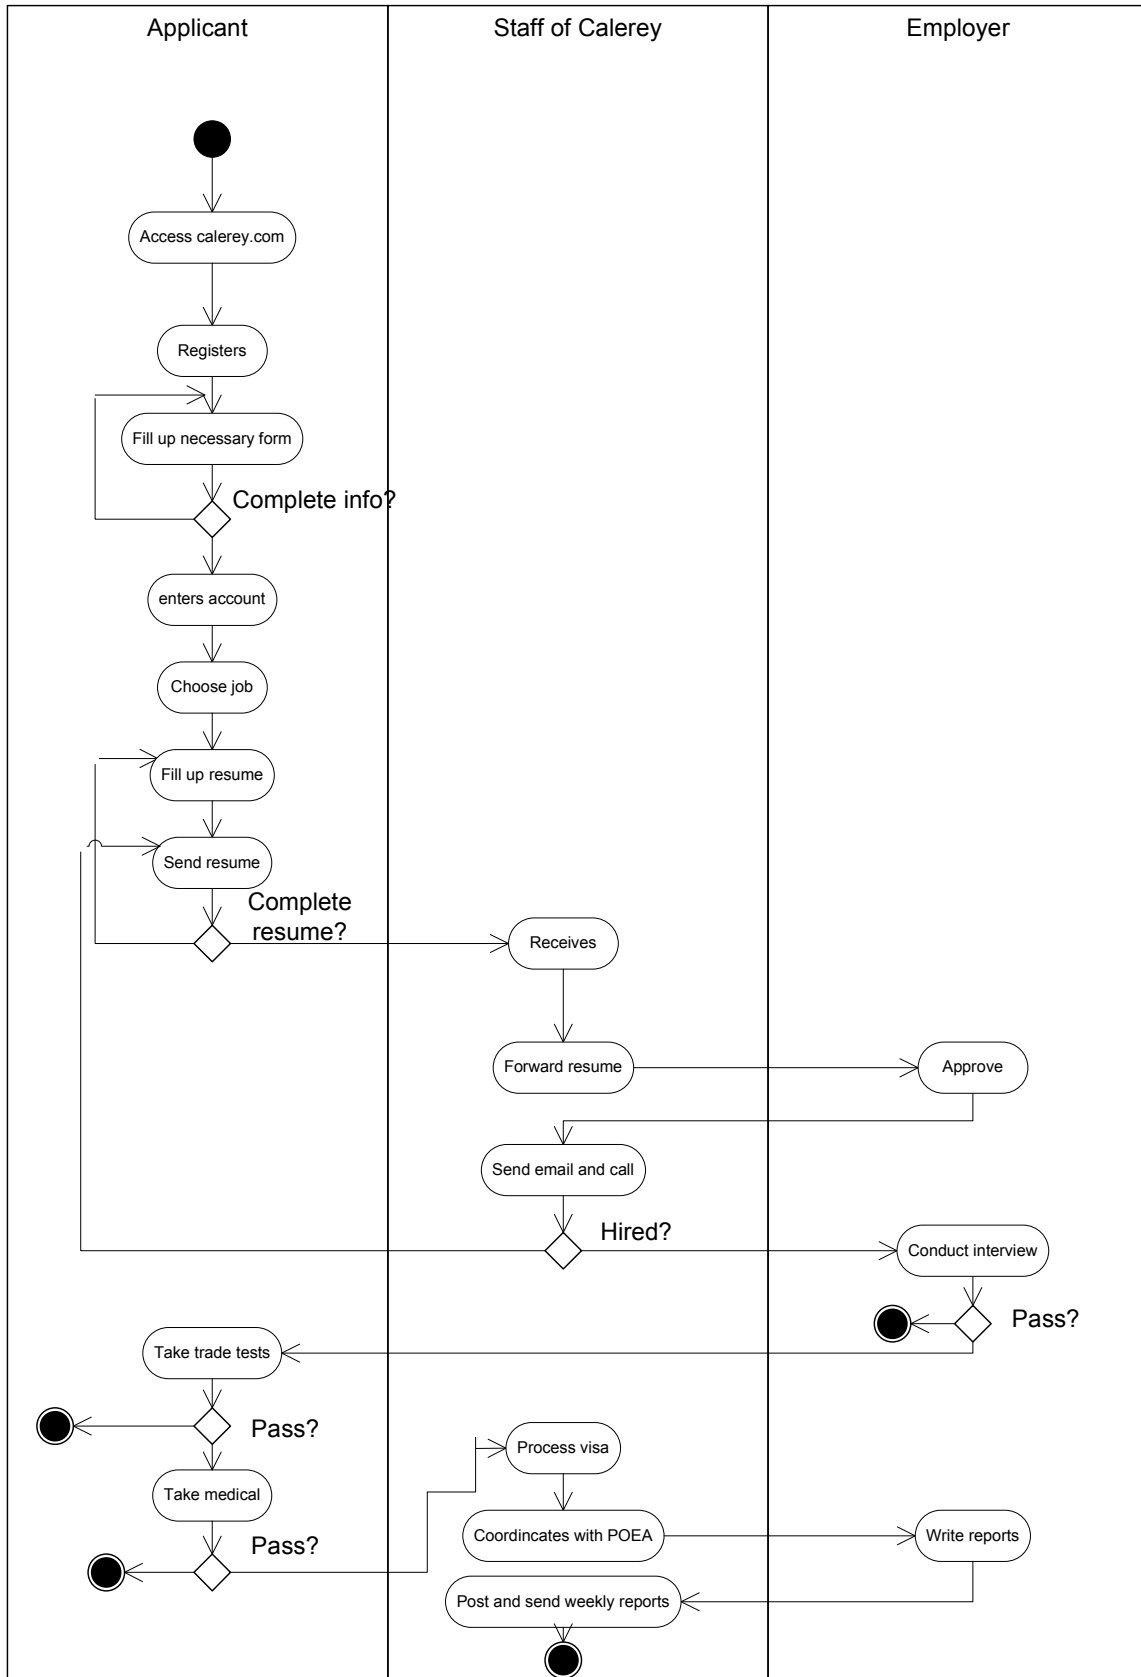 Applicant
Staff of Calerey
Employer
Access calerey.com
Registers
Fill up necessary form
Complete info?
enters account
Choose job
Fill up resume
Send resume
Complete
resume?
Receives
Forward resume
Approve
Send email and call
Hired?
Conduct interview
Pass?
Take trade tests
Pass?
Process visa
Take medical
Coordincates with POEA
Write reports
Pass?
Post and send weekly reports